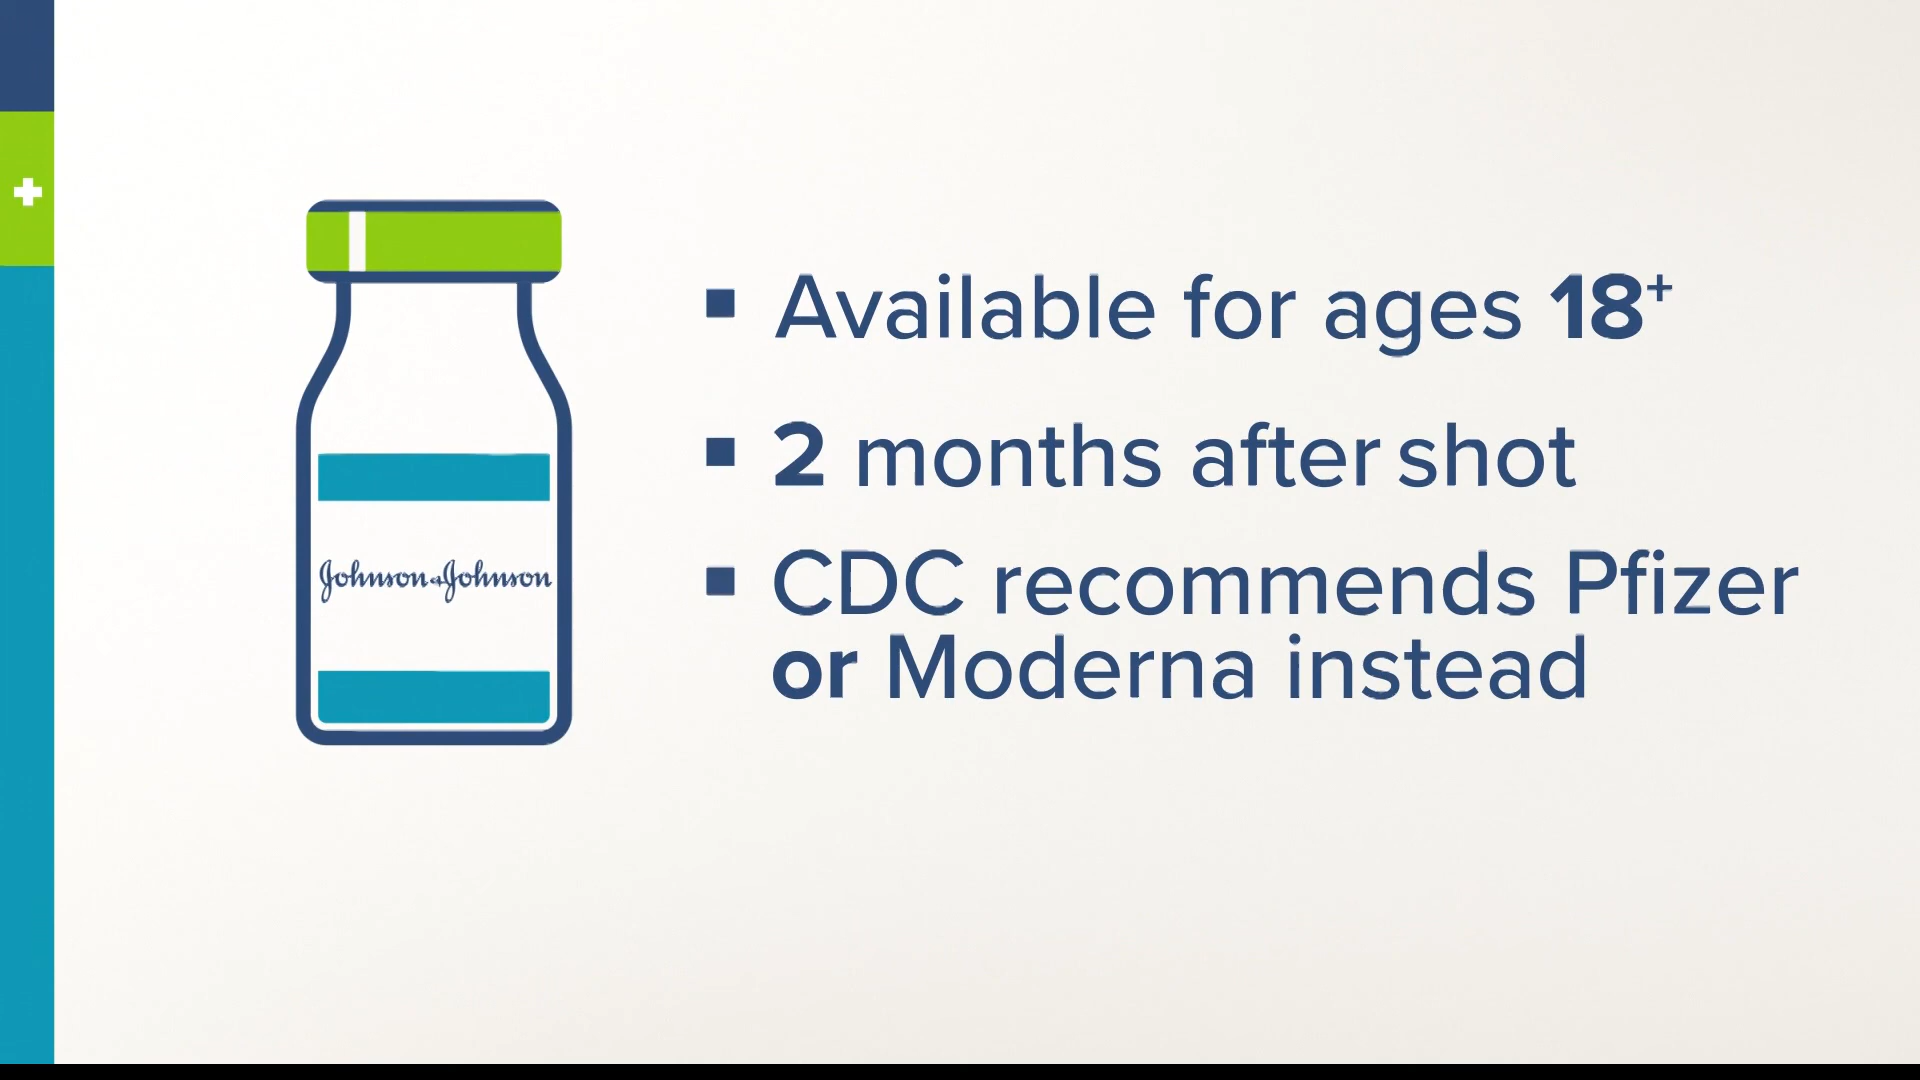 Johnson & Johnson
▪ Available for ages 18+
▪ 2 months after shot
▪ CDC recommends Pfizer
or Moderna instead